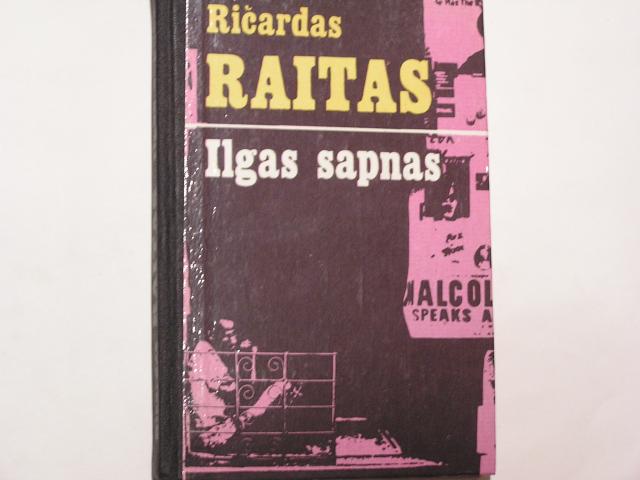 Ričardas
RAITAS
Ilgas sapnas
MALCOL
SPEAKS A